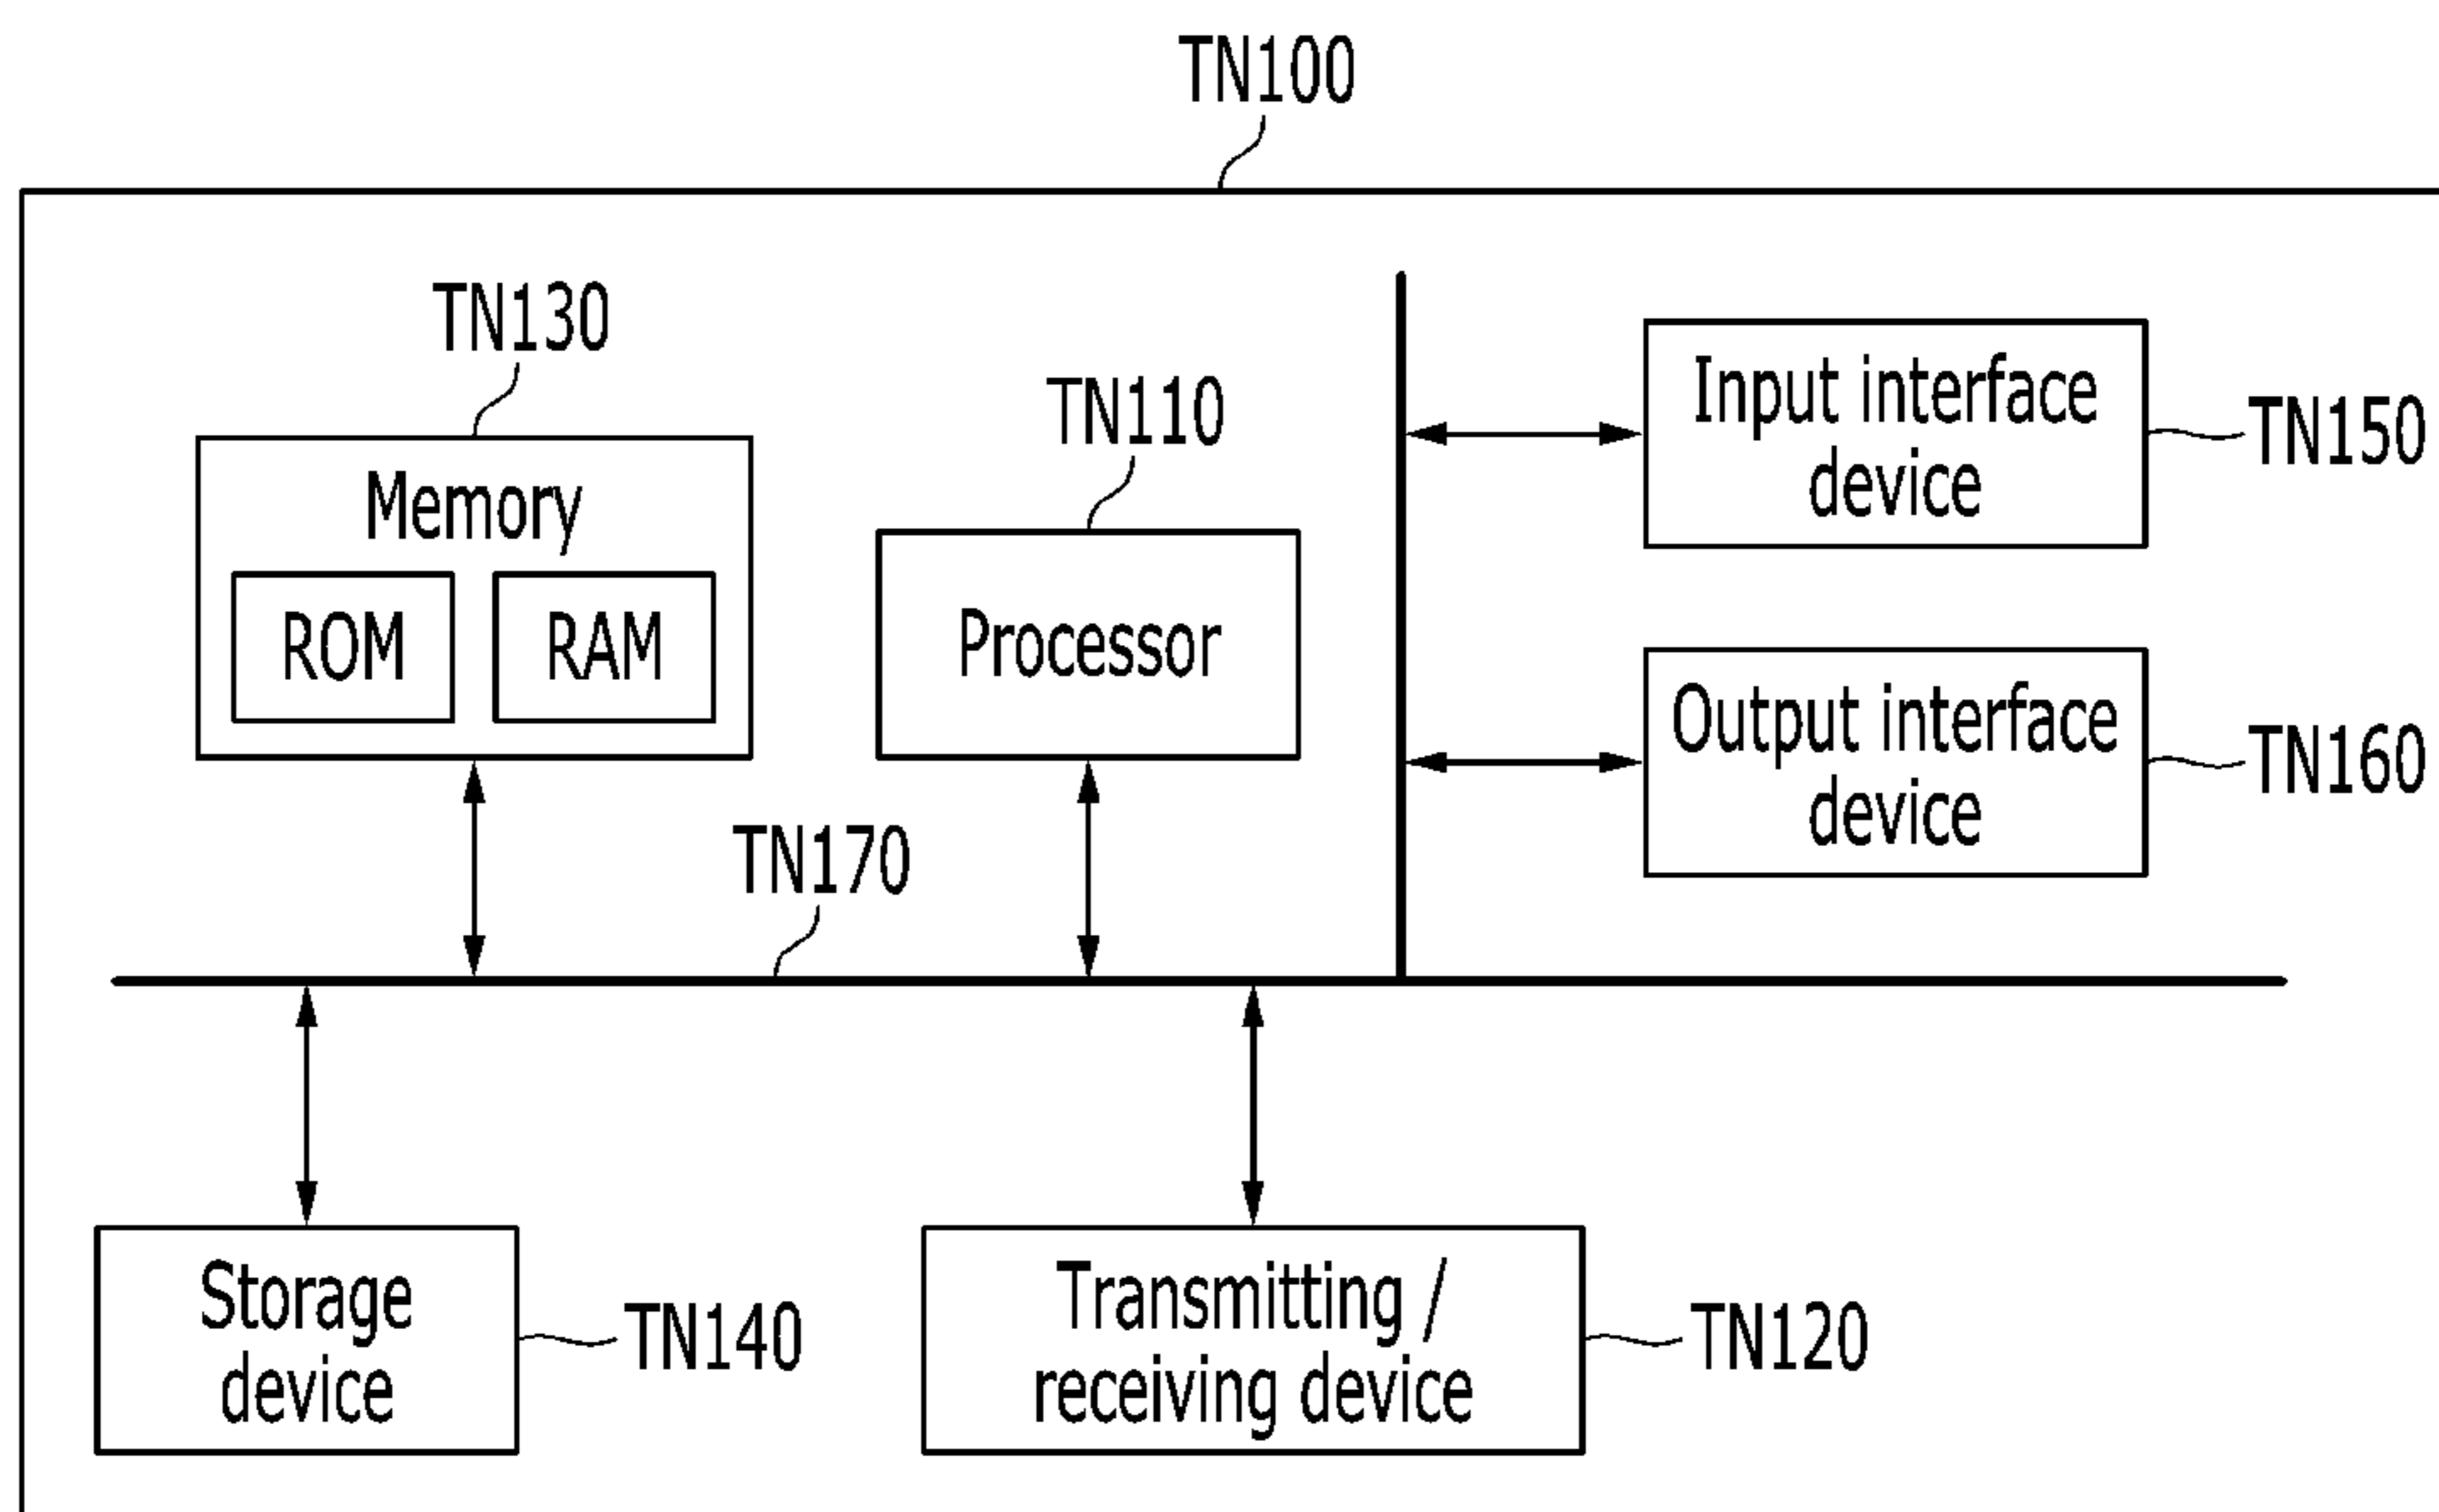 TN100
TN130
Memory
ROM
RAM
TN110
Processor
Input interface
device
TN150
Output interface
device
TN160
TN170
Storage
device
TN140
Transmitting /
receiving device
TN120